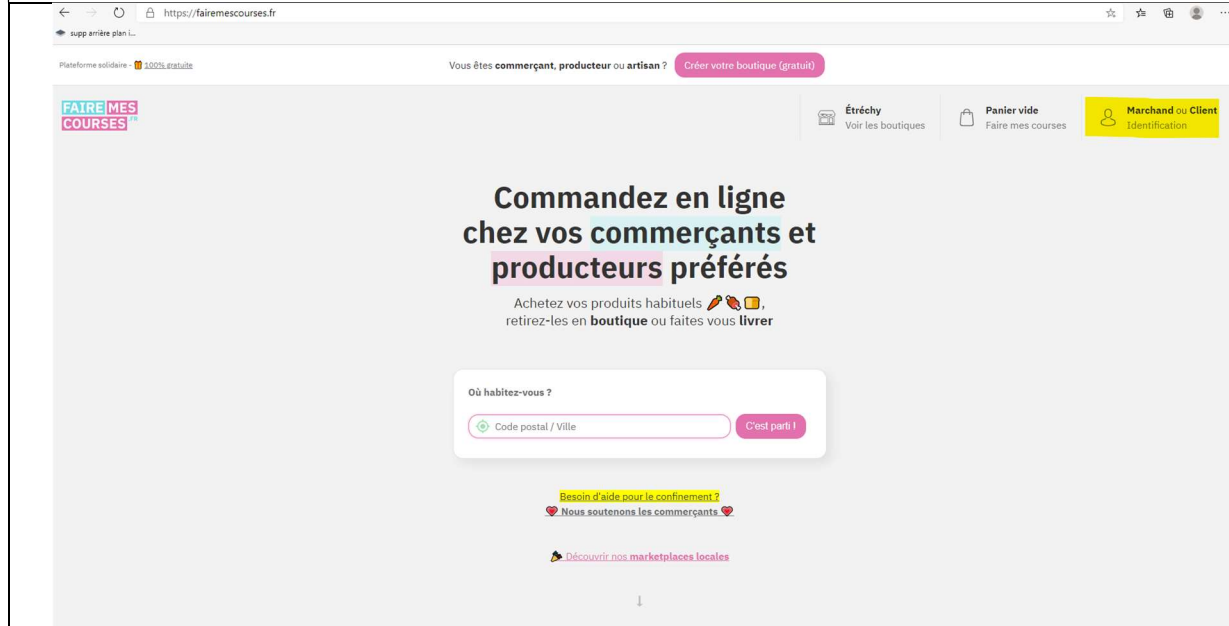 https://fairemescourses.fr
supp arrière plan i...
Plateforme solidaire - 🎁 100% gratuite
Vous êtes commerçant, producteur ou artisan ?
Créer votre boutique (gratuit)
FAIRE MES
COURSES.FR
Étréchy
Voir les boutiques
Panier vide
Faire mes courses
Marchand ou Client
Identification
Commandez en ligne
chez vos commerçants et
producteurs préférés
Achetez vos produits habituels 🥕🍖🍞,
retirez-les en boutique ou faites vous livrer
Où habitez-vous ?
Code postal / Ville
C'est parti !
Besoin d'aide pour le confinement ?
Nous soutenons les commerçants
Découvrir nos marketplaces locales